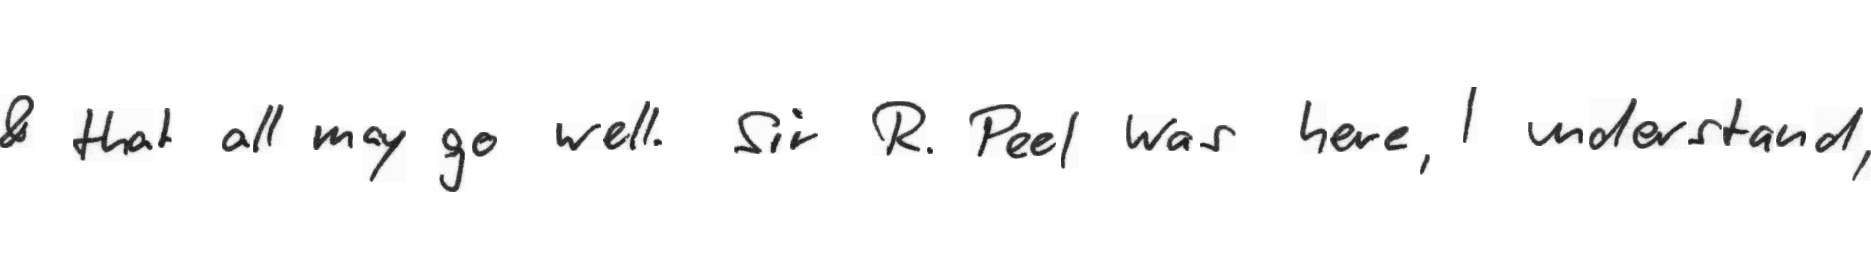 & that all may go well. Sir R. Peel was here, I understand,